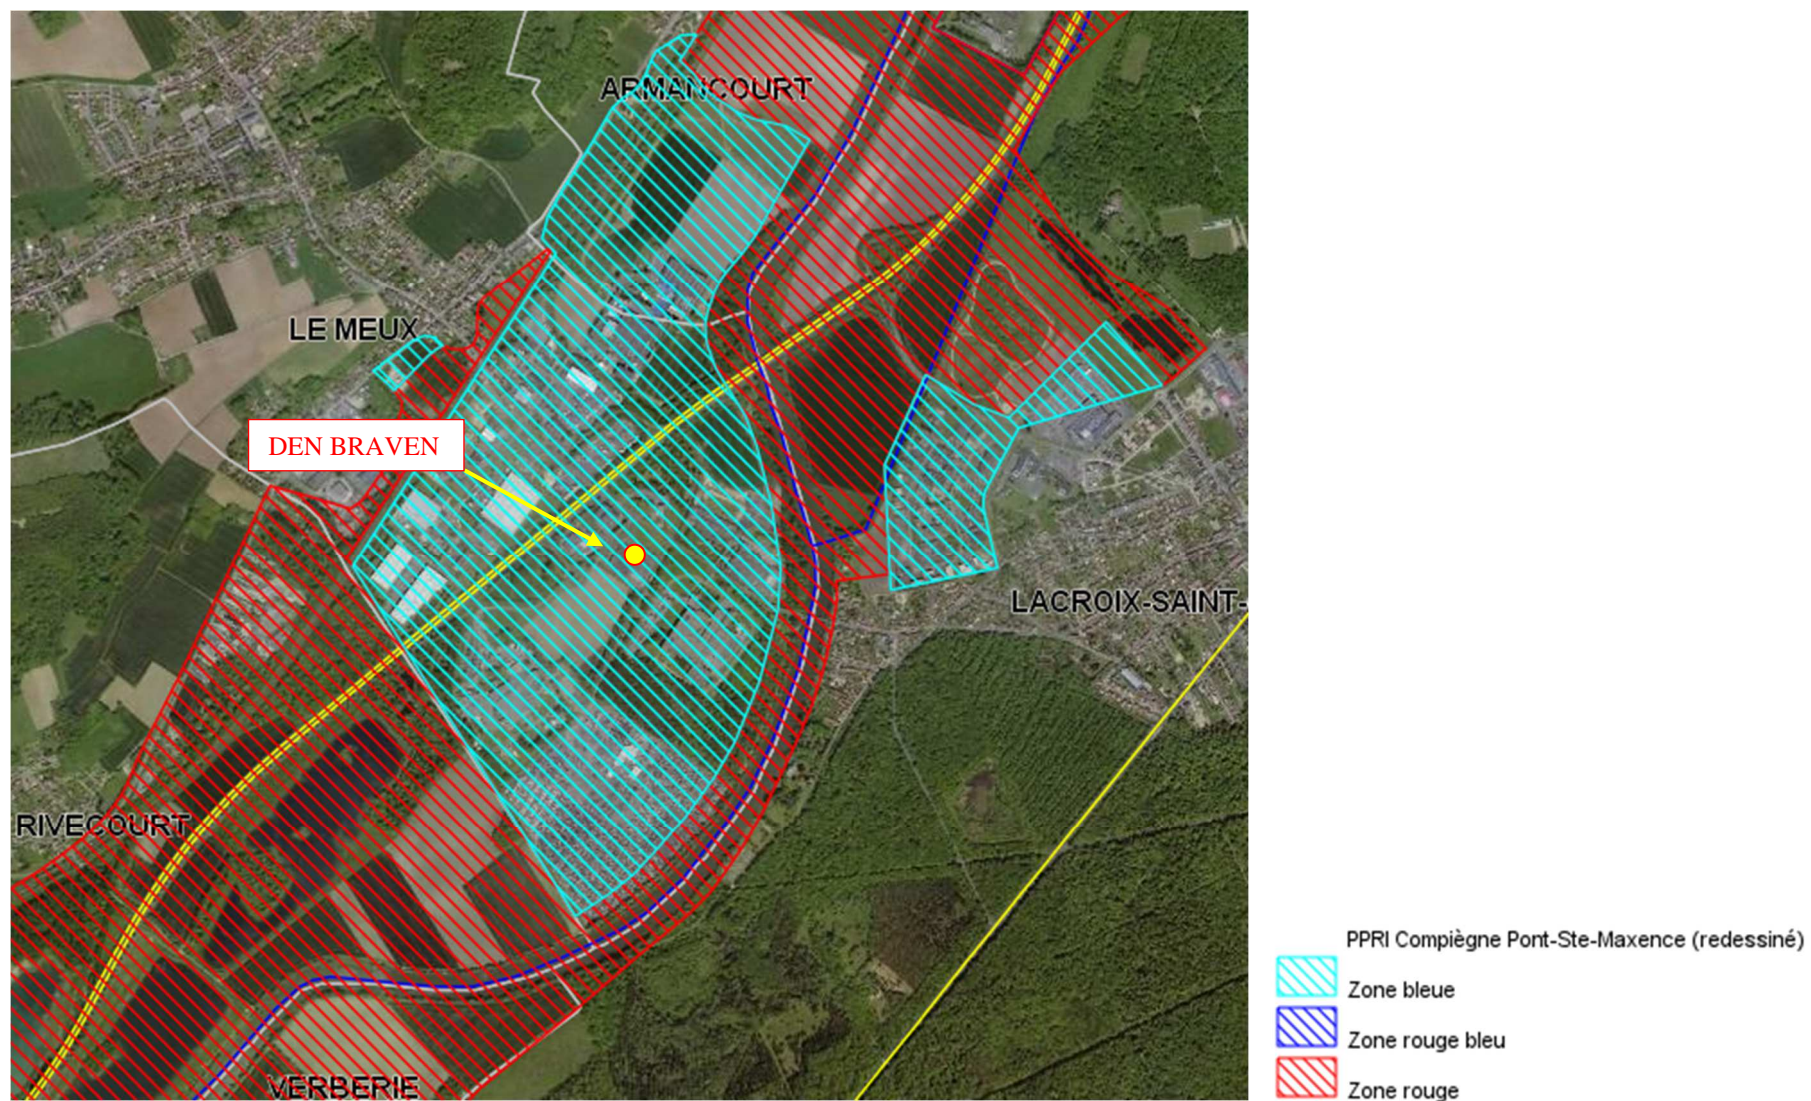 ARMANCOURT
LE MEUX
DEN BRAVEN
LACROIX-SAINT-
RIVECOURT
VERBERIE
PPRI Compiègne Pont-Ste-Maxence (redessiné)
Zone bleue
Zone rouge bleu
Zone rouge